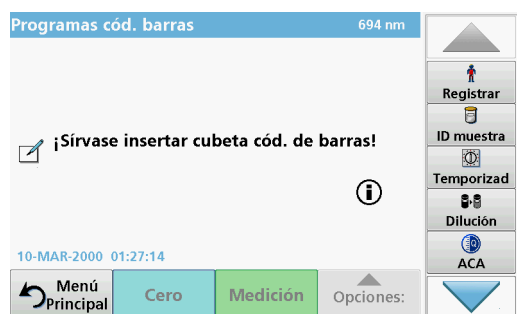 Programas cód. barras 694 nm
¡Sírvase insertar cubeta cód. de barras!
10-MAR-2000 01:27:14
Menú
Principal
Cero
Medición
Opciones:
Registrar
ID muestra
Temporizad
Dilución
ACA